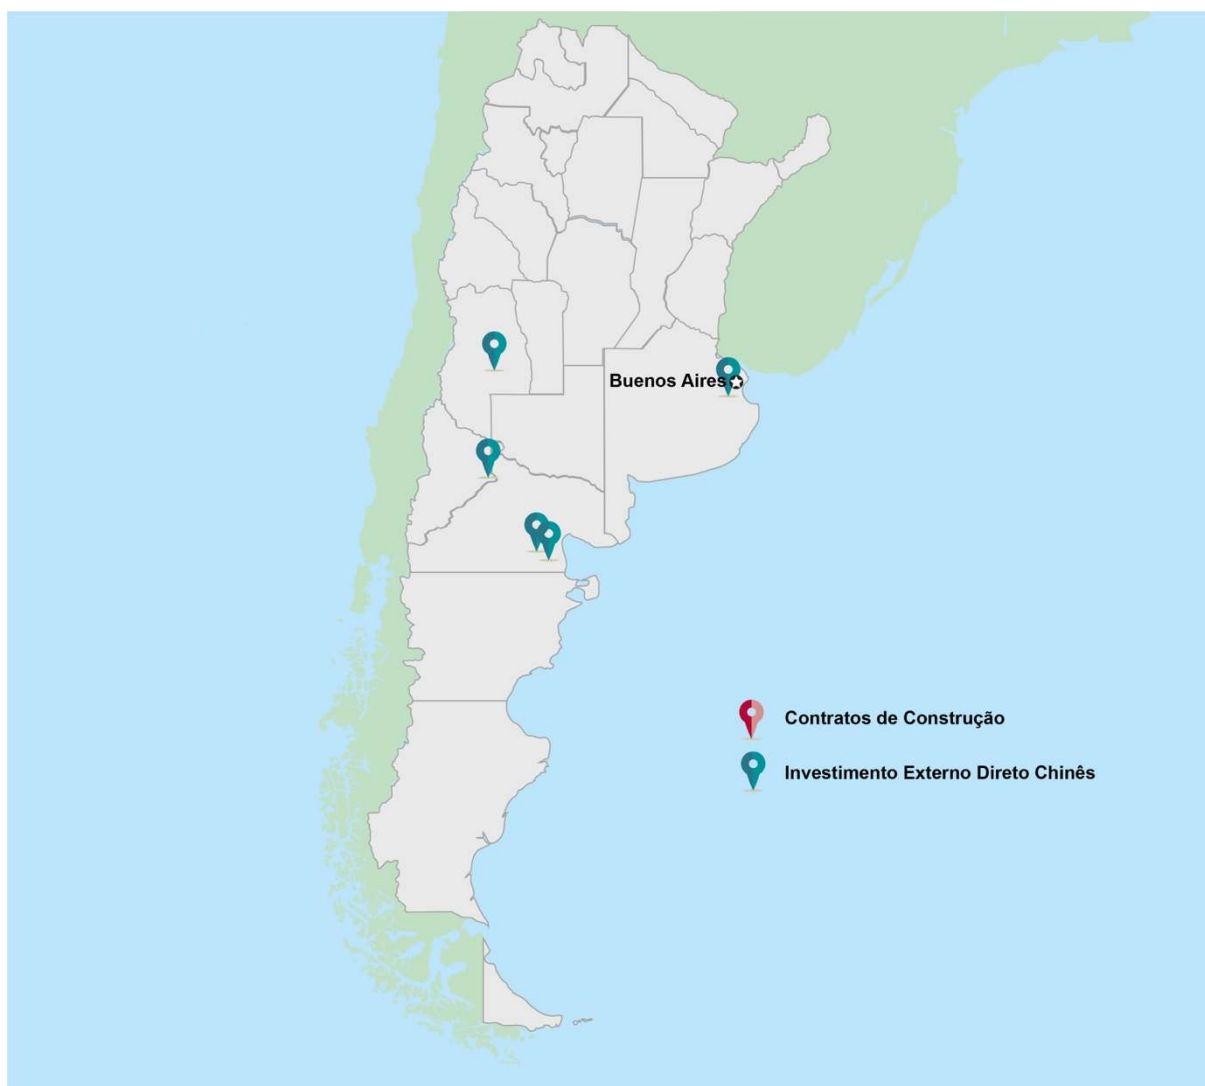 Buenos Aires
Contratos de Construção
Investimento Externo Direto Chinês